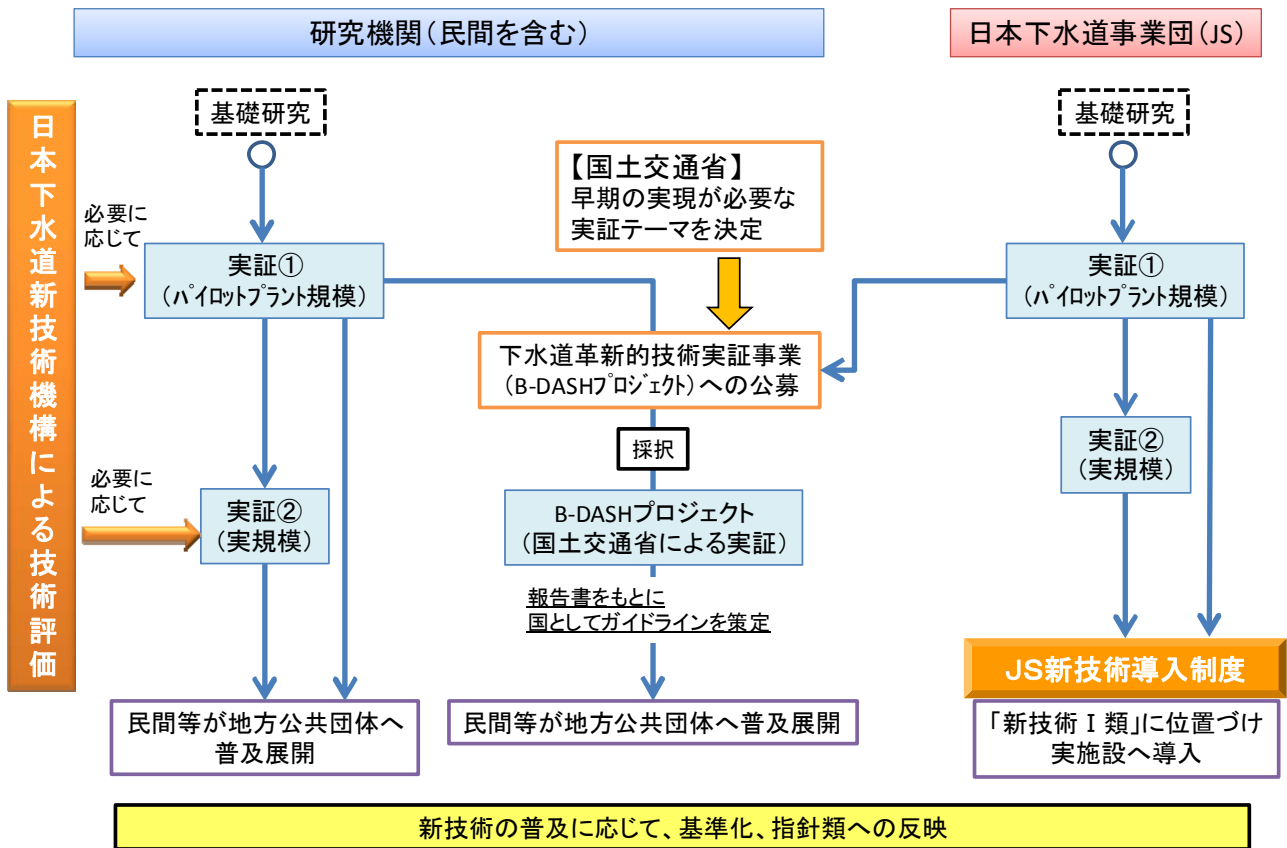 研究機関（民間を含む）
日本下水道事業団（JS）
日本下水道新技術機構による技術評価
基礎研究
基礎研究
【国土交通省】
早期の実現が必要な
実証テーマを決定
必要に
応じて
実証①
（ﾊﾟｲﾛｯﾄﾌﾟﾗﾝﾄ規模）
実証①
（ﾊﾟｲﾛｯﾄﾌﾟﾗﾝﾄ規模）
下水道革新的技術実証事業
（B-DASHﾌﾟﾛｼﾞｪｸﾄ）への公募
採択
実証②
（実規模）
必要に
応じて
実証②
（実規模）
B-DASHプロジェクト
（国土交通省による実証）
報告書をもとに
国としてガイドラインを策定
JS新技術導入制度
民間等が地方公共団体へ
普及展開
民間等が地方公共団体へ普及展開
「新技術Ⅰ類」に位置づけ
実施設へ導入
新技術の普及に応じて、基準化、指針類への反映